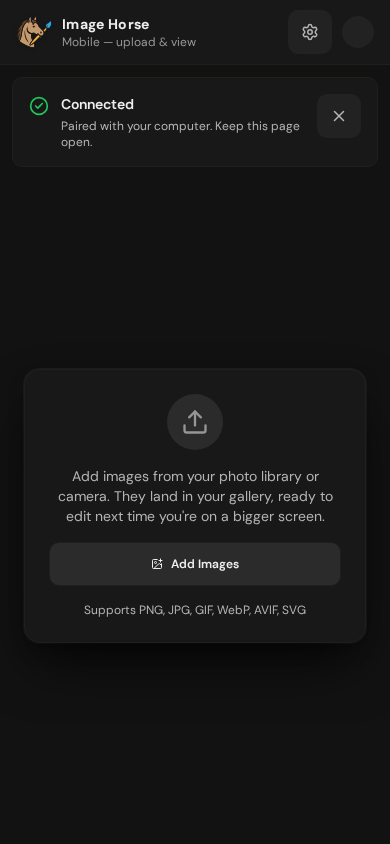 Image Horse
Mobile — upload & view
Connected
Paired with your computer. Keep this page
open.
Add images from your photo library or
camera. They land in your gallery, ready to
edit next time you're on a bigger screen.
Add Images
Supports PNG, JPG, GIF, WebP, AVIF, SVG